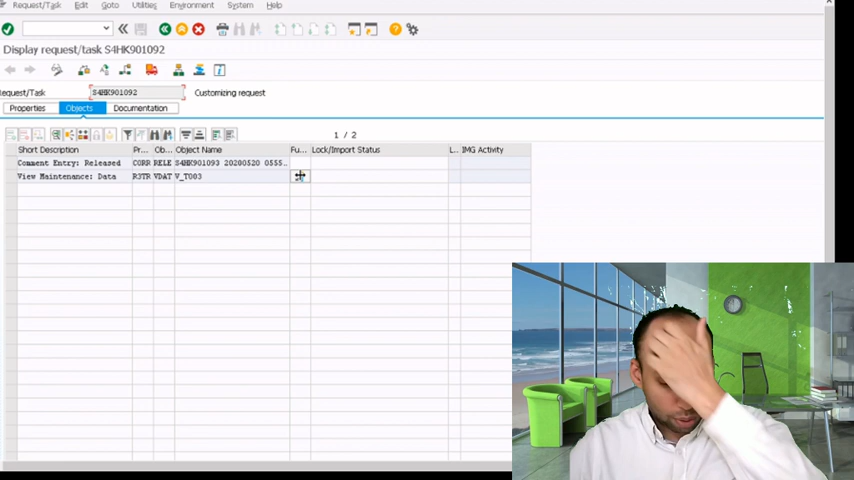 Request/Task Edit Goto Utilities Environment System Help
Display request/task S4HK901092
Request/Task S4HK901092 Customizing request
Properties Objects Documentation
1 / 2
Short Description Pr... Ob... Object Name Fu... Lock/Import Status L.. IMG Activity
Comment Entry: Released CORR RELE S4HK901093 20200520 0555..
View Maintenance: Data R3TR VDAT V_T003